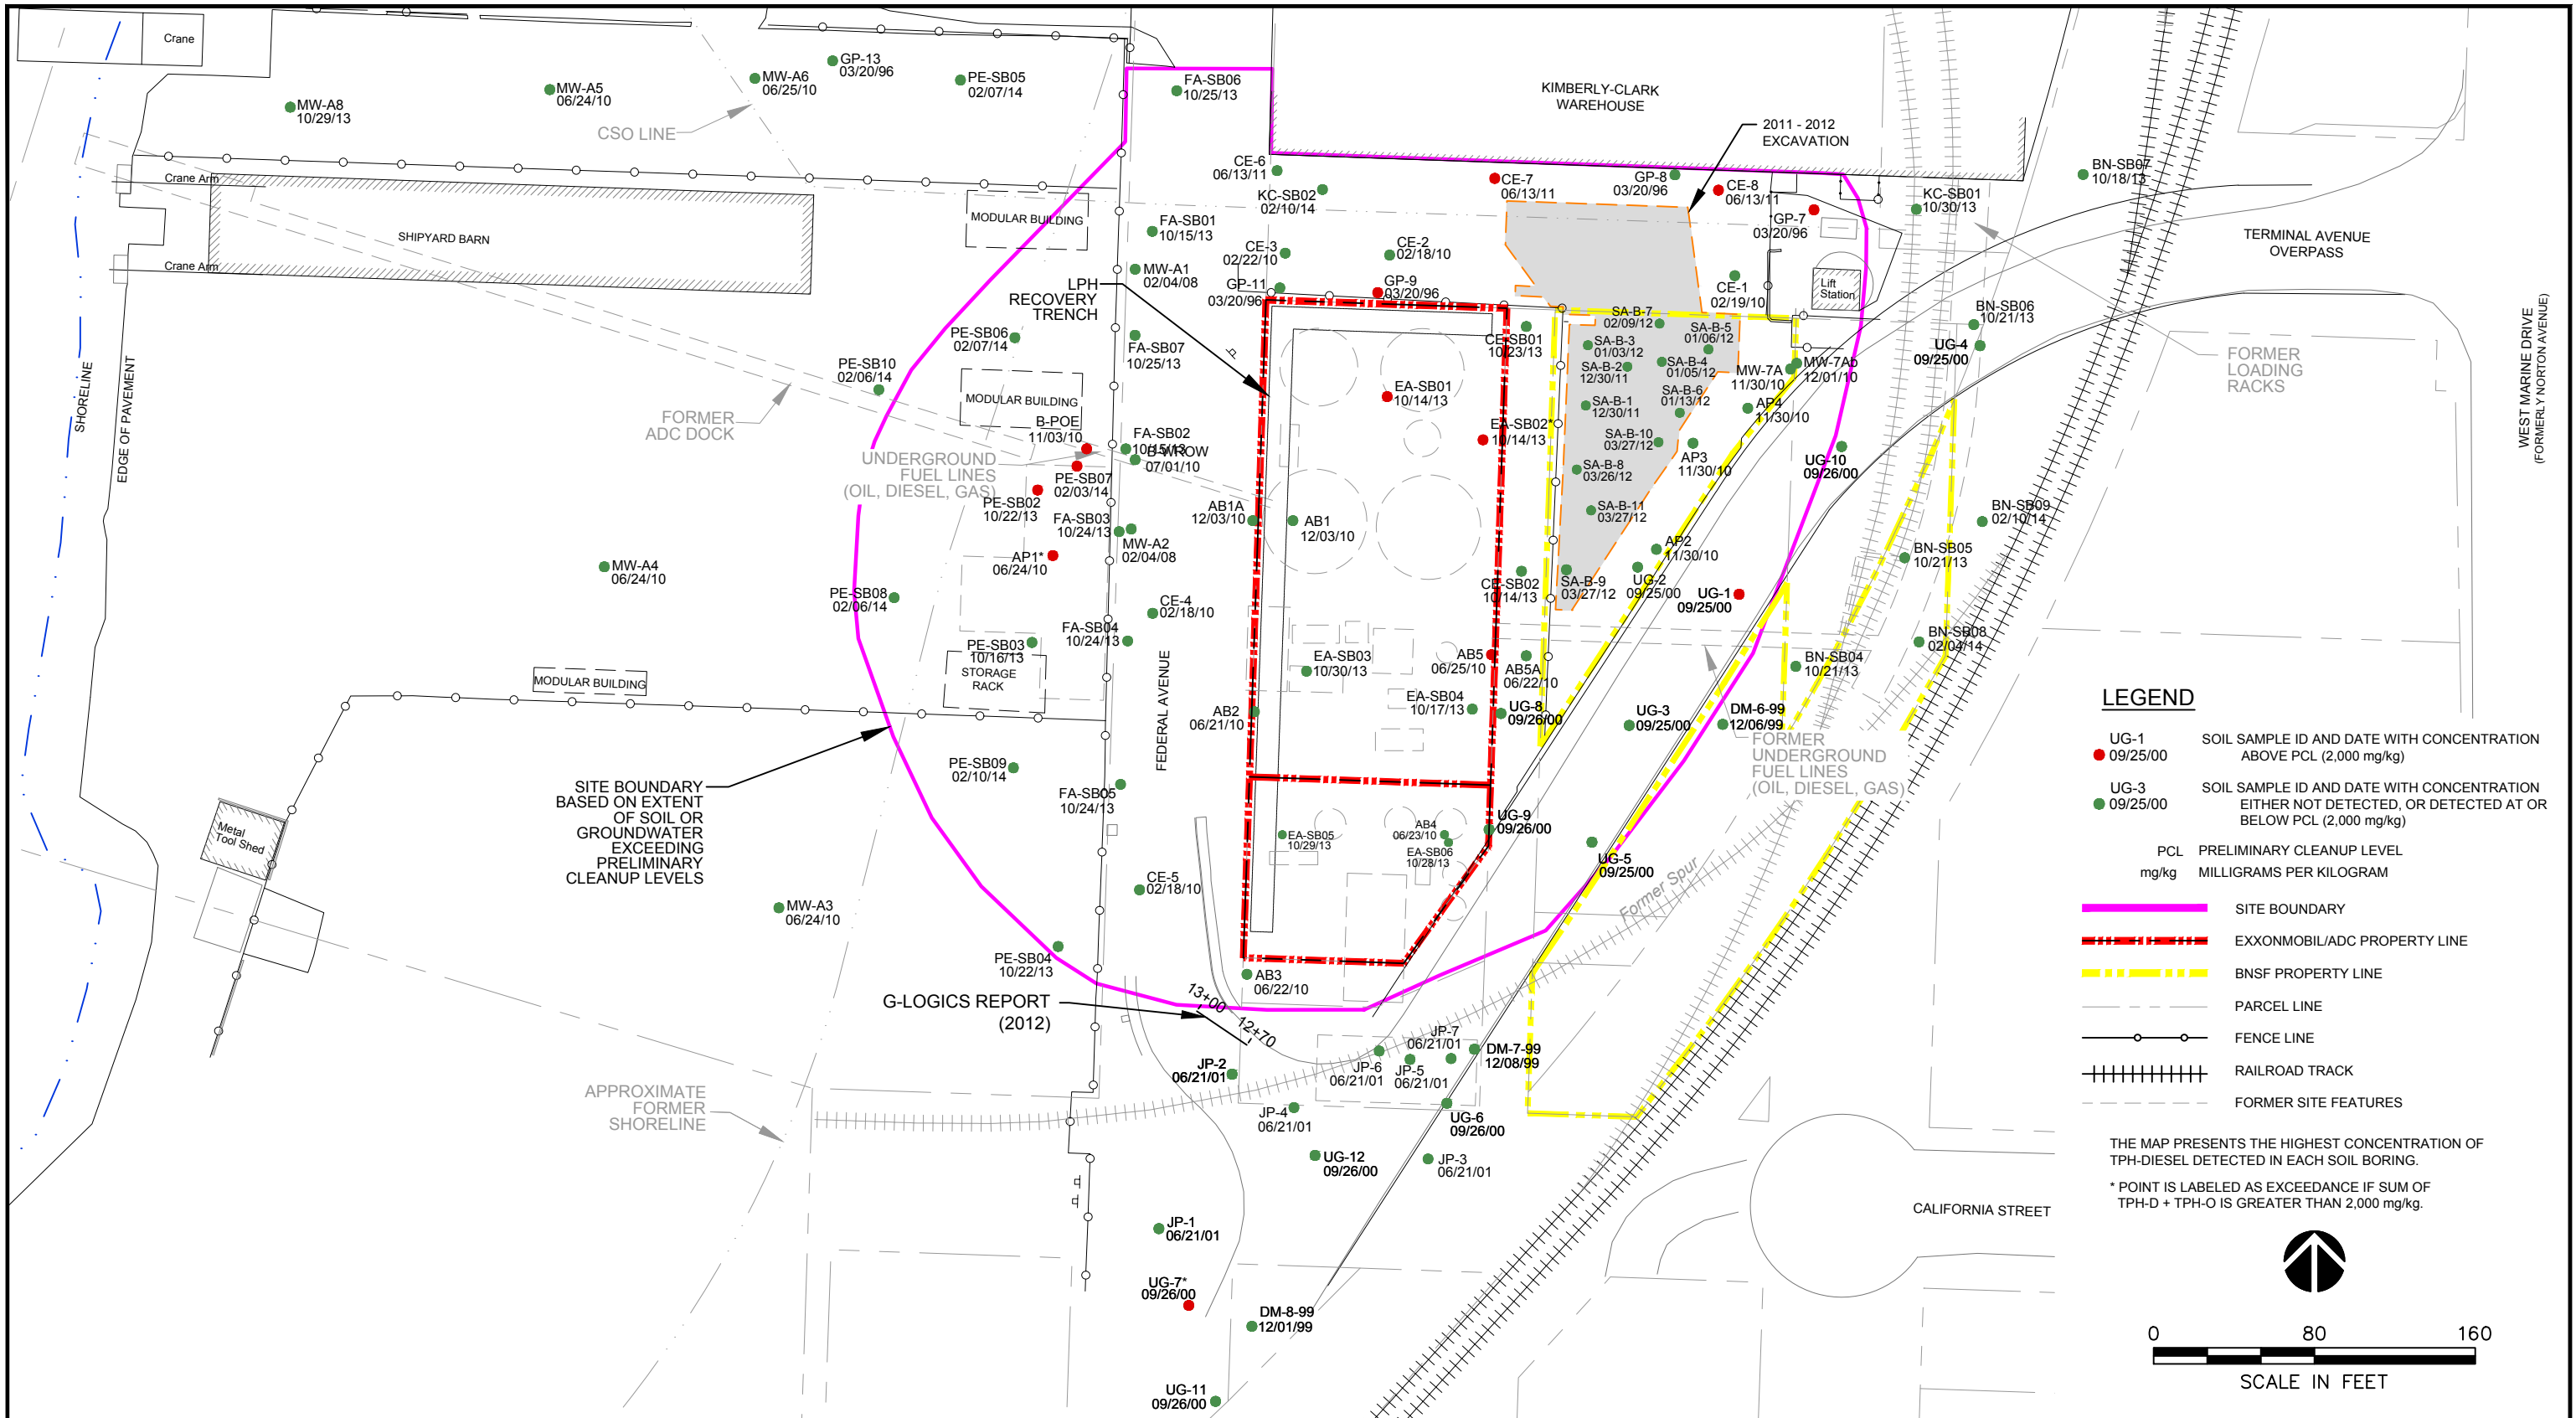 Crane
MW-A8
10/29/13
MW-A5
06/24/10
MW-A6
06/25/10
GP-13
03/20/96
PE-SB05
02/07/14
FA-SB06
10/25/13
CSO LINE
KIMBERLY-CLARK
WAREHOUSE
2011 - 2012
EXCAVATION
Crane Arm
SHIPYARD BARN
Crane Arm
MODULAR BUILDING
CE-6
06/13/11
KC-SB02
02/10/14
CE-7
06/13/11
GP-8
03/20/96
CE-8
06/13/11
GP-7
03/20/96
KC-SB01
10/30/13
BN-SB07
10/18/13
TERMINAL AVENUE
OVERPASS
FA-SB01
10/15/13
MW-A1
02/04/08
CE-3
02/22/10
CE-2
02/18/10
GP-11
03/20/96
GP-9
03/20/96
LPH
RECOVERY
TRENCH
CE-1
02/19/10
Lift
Station
BN-SB06
10/21/13
UG-4
09/25/00
FORMER
LOADING
RACKS
WEST MARINE DRIVE
(FORMERLY NORTON AVENUE)
SHORELINE
EDGE OF PAVEMENT
PE-SB06
02/07/14
FA-SB07
10/25/13
PE-SB10
02/06/14
MODULAR BUILDING
FORMER
ADC DOCK
B-POE
11/03/10
FA-SB02
10/15/13
B-WROW
07/01/10
UNDERGROUND
FUEL LINES
(OIL, DIESEL, GAS)
PE-SB07
02/03/14
PE-SB02
10/22/13
FA-SB03
10/24/13
MW-A2
02/04/08
AP1*
06/24/10
CE-SB01
10/23/13
EA-SB01
10/14/13
EA-SB02*
10/14/13
SA-B-7
02/09/12
SA-B-5
01/06/12
SA-B-3
01/03/12
SA-B-4
01/05/12
SA-B-2
12/30/11
SA-B-6
01/13/12
SA-B-1
12/30/11
SA-B-10
03/27/12
SA-B-8
03/26/12
SA-B-11
03/27/12
MW-7A
11/30/10
MW-7Ab
12/01/10
AP4
11/30/10
AP3
11/30/10
UG-10
09/26/00
AB1A
12/03/10
AB1
12/03/10
BN-SB09
02/10/14
BN-SB05
10/21/13
AP2
11/30/10
UG-2
09/25/00
CE-SB02
10/14/13
SA-B-9
03/27/12
UG-1
09/25/00
MW-A4
06/24/10
PE-SB08
02/06/14
CE-4
02/18/10
FA-SB04
10/24/13
PE-SB03
10/16/13
STORAGE
RACK
MODULAR BUILDING
FEDERAL AVENUE
EA-SB03
10/30/13
AB5
06/25/10
AB5A
06/22/10
EA-SB04
10/17/13
UG-8
09/26/00
AB2
06/21/10
BN-SB08
02/04/14
BN-SB04
10/21/13
UG-3
09/25/00
DM-6-99
12/06/99
FORMER
UNDERGROUND
FUEL LINES
(OIL, DIESEL, GAS)
PE-SB09
02/10/14
FA-SB05
10/24/13
SITE BOUNDARY
BASED ON EXTENT
OF SOIL OR
GROUNDWATER
EXCEEDING
PRELIMINARY
CLEANUP LEVELS
Metal
Tool Shed
MW-A3
06/24/10
CE-5
02/18/10
PE-SB04
10/22/13
EA-SB05
10/29/13
AB4
06/23/10
EA-SB06
10/28/13
UG-9
09/26/00
UG-5
09/25/00
Former Spur
AB3
06/22/10
G-LOGICS REPORT
(2012)
13+00
12+70
JP-2
06/21/01
JP-7
06/21/01
JP-6
06/21/01
JP-5
06/21/01
DM-7-99
12/08/99
JP-4
06/21/01
UG-6
09/26/00
UG-12
09/26/00
JP-3
06/21/01
APPROXIMATE
FORMER
SHORELINE
JP-1
06/21/01
UG-7*
09/26/00
DM-8-99
12/01/99
UG-11
09/26/00
CALIFORNIA STREET
LEGEND
UG-1
09/25/00
SOIL SAMPLE ID AND DATE WITH CONCENTRATION
ABOVE PCL (2,000 mg/kg)
UG-3
09/25/00
SOIL SAMPLE ID AND DATE WITH CONCENTRATION
EITHER NOT DETECTED, OR DETECTED AT OR
BELOW PCL (2,000 mg/kg)
PCL PRELIMINARY CLEANUP LEVEL
mg/kg MILLIGRAMS PER KILOGRAM
SITE BOUNDARY
EXXONMOBIL/ADC PROPERTY LINE
BNSF PROPERTY LINE
PARCEL LINE
FENCE LINE
RAILROAD TRACK
FORMER SITE FEATURES
THE MAP PRESENTS THE HIGHEST CONCENTRATION OF
TPH-DIESEL DETECTED IN EACH SOIL BORING.
* POINT IS LABELED AS EXCEEDANCE IF SUM OF
TPH-D + TPH-O IS GREATER THAN 2,000 mg/kg.
0 80 160
SCALE IN FEET